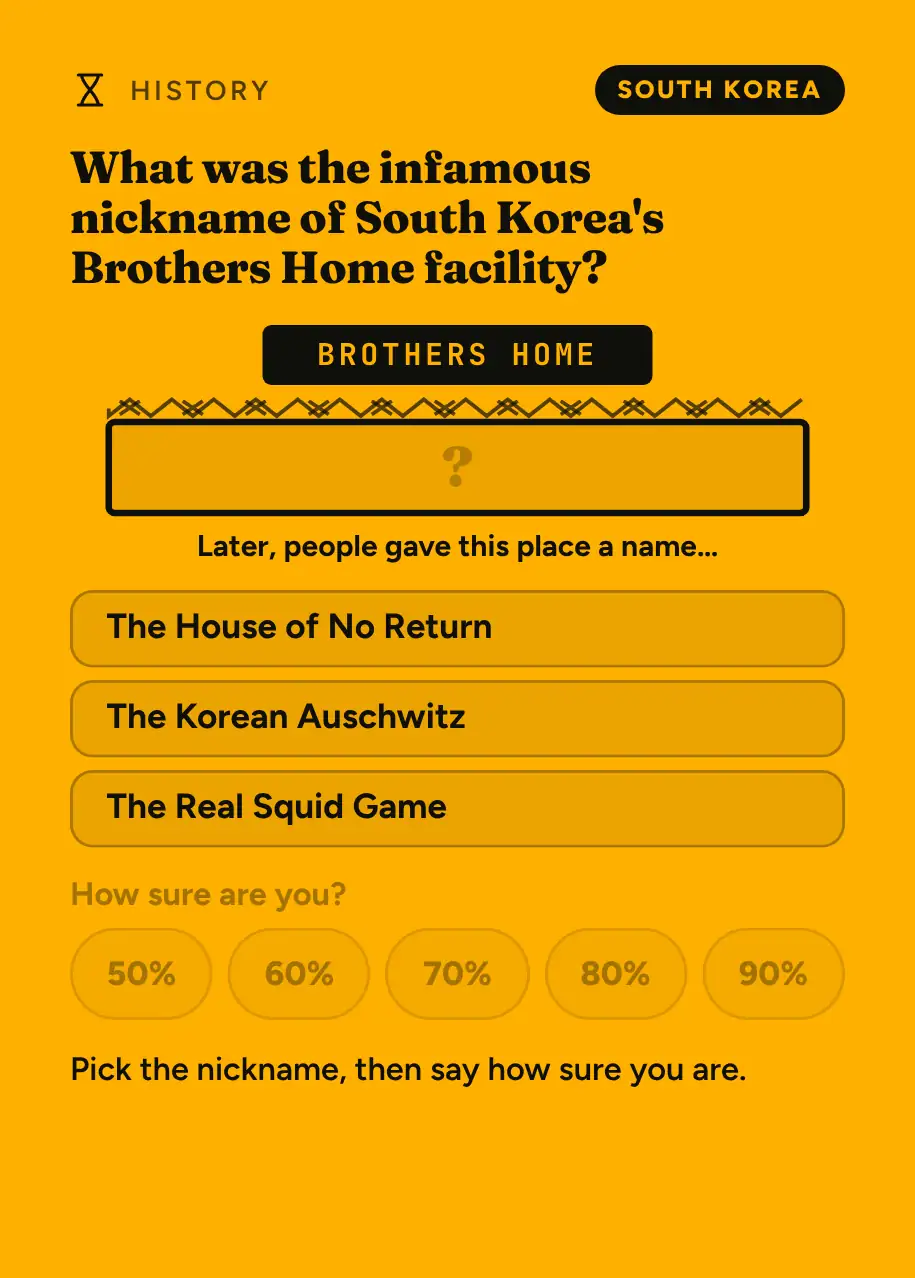 HISTORY
SOUTH KOREA
What was the infamous
nickname of South Korea's
Brothers Home facility?
BROTHERS HOME
?
Later, people gave this place a name...
The House of No Return
The Korean Auschwitz
The Real Squid Game
How sure are you?
50% 60% 70% 80% 90%
Pick the nickname, then say how sure you are.